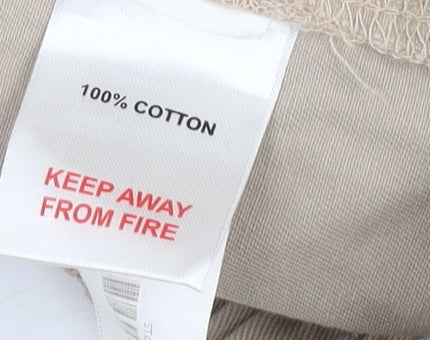 100% COTTON
KEEP AWAY
FROM FIRE